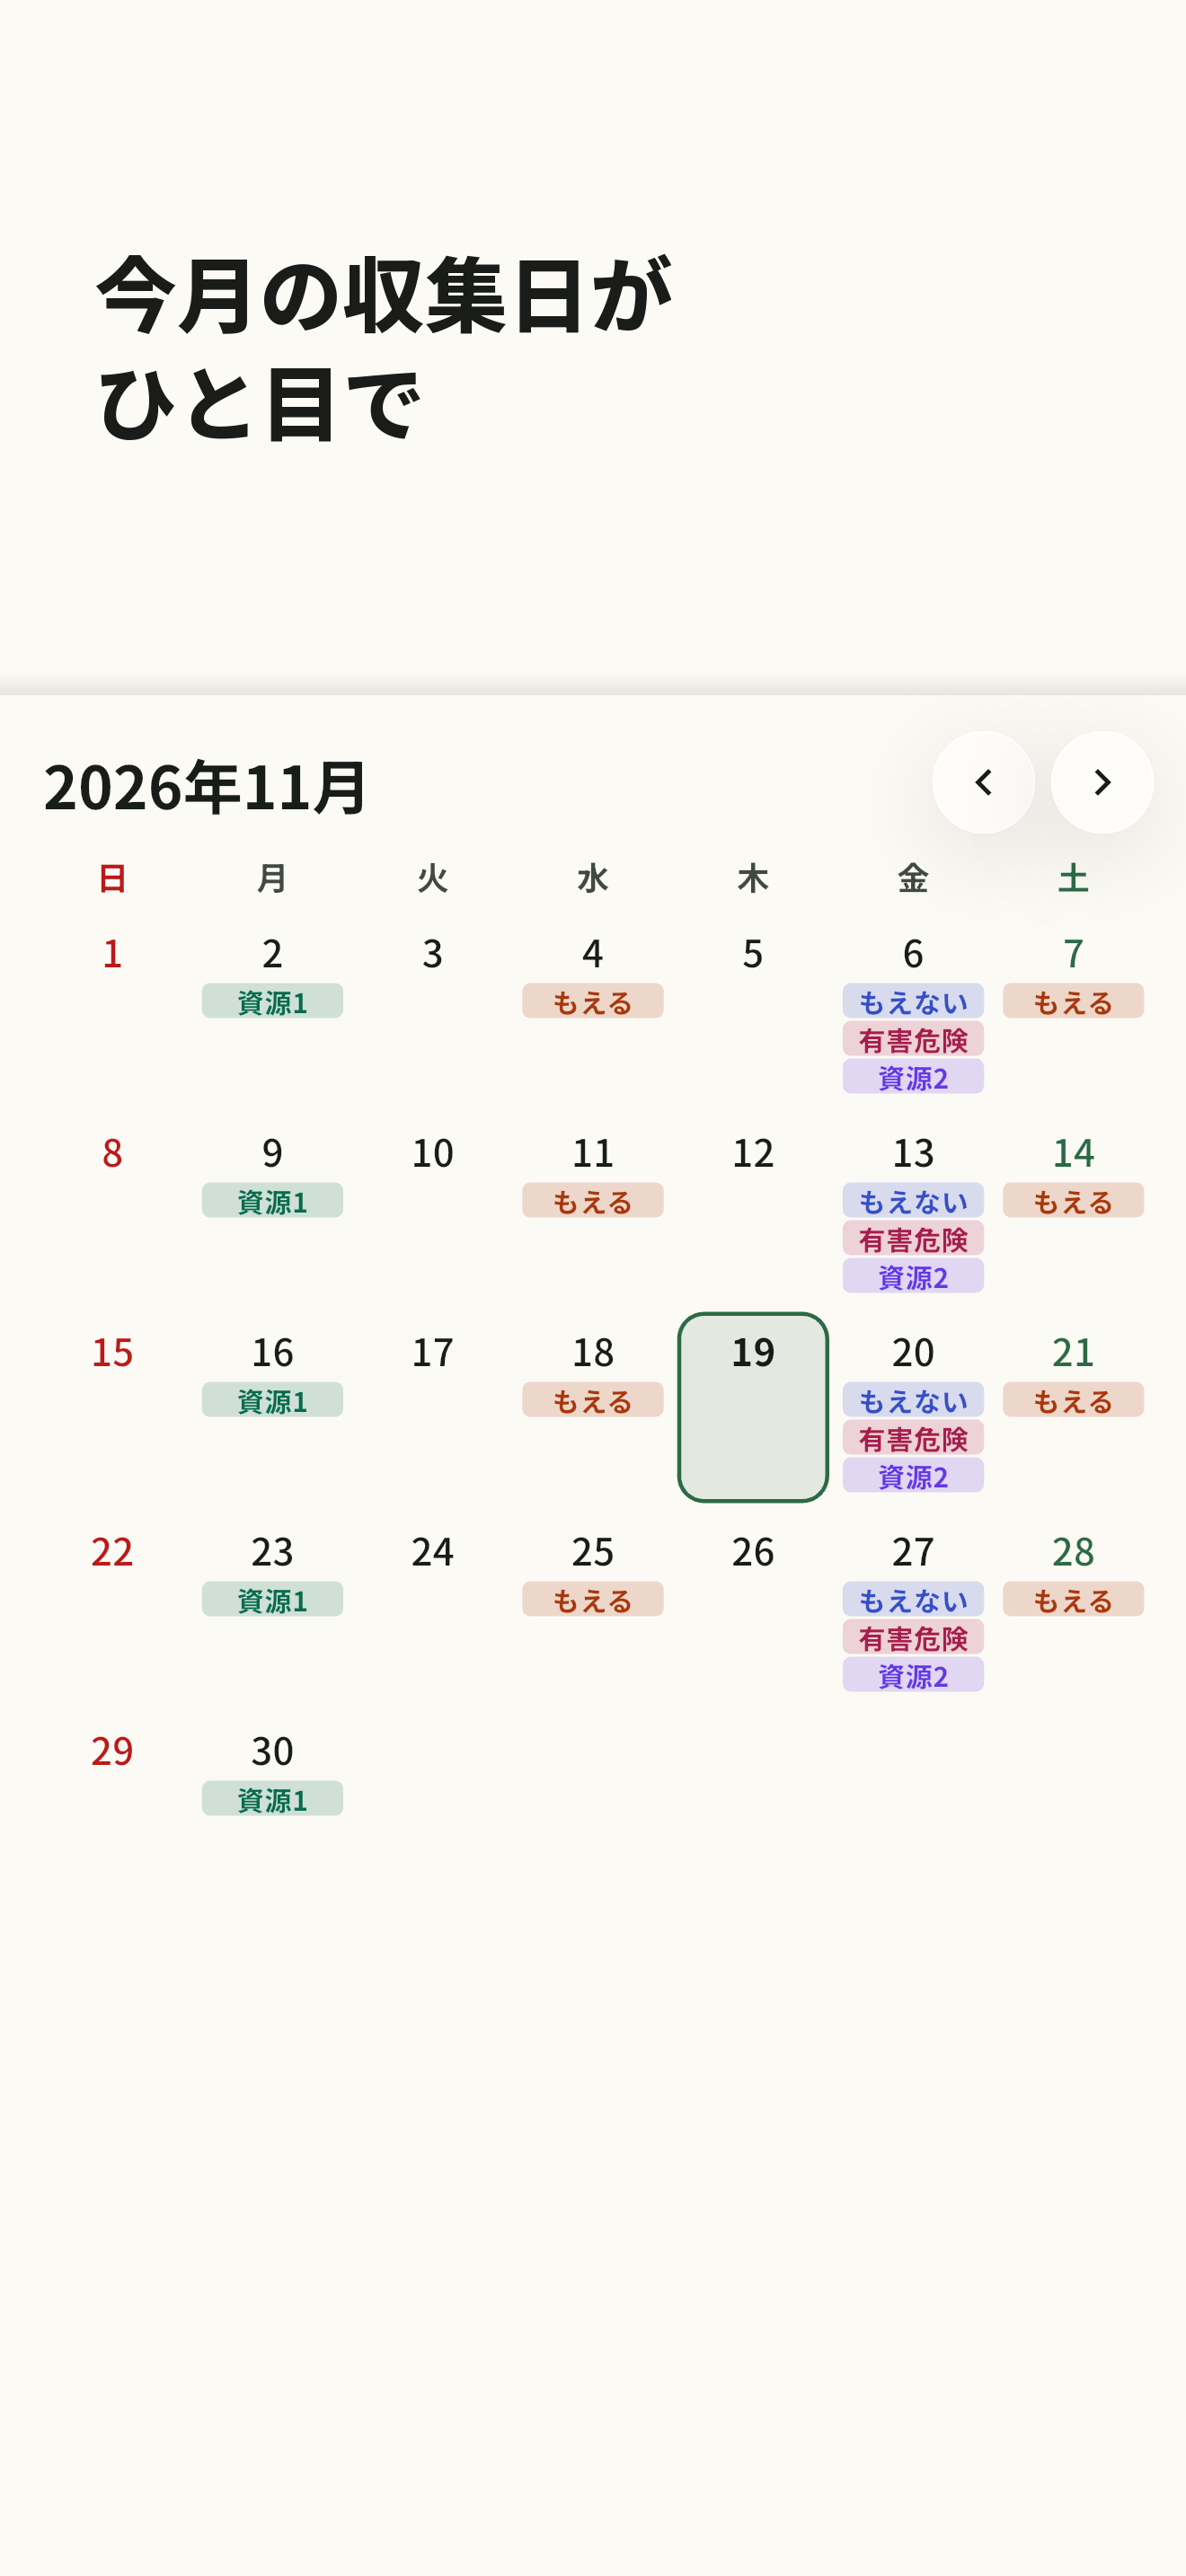 今月の収集日が
ひと目で
2026年11月
日 月 火 水 木 金 土
1 2 3 4 5 6 7
資源1 もえる もえない もえる
有害危険
資源2
8 9 10 11 12 13 14
資源1 もえる もえない もえる
有害危険
資源2
15 16 17 18 19 20 21
資源1 もえる もえない もえる
有害危険
資源2
22 23 24 25 26 27 28
資源1 もえる もえない もえる
有害危険
資源2
29 30
資源1